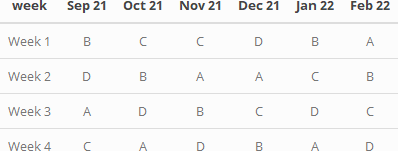 week Sep 21 Oct 21 Nov 21 Dec 21 Jan 22 Feb 22
Week 1 B C C D B A
Week 2 D B A A C B
Week 3 A D B C D C
Week 4 C A D B A D